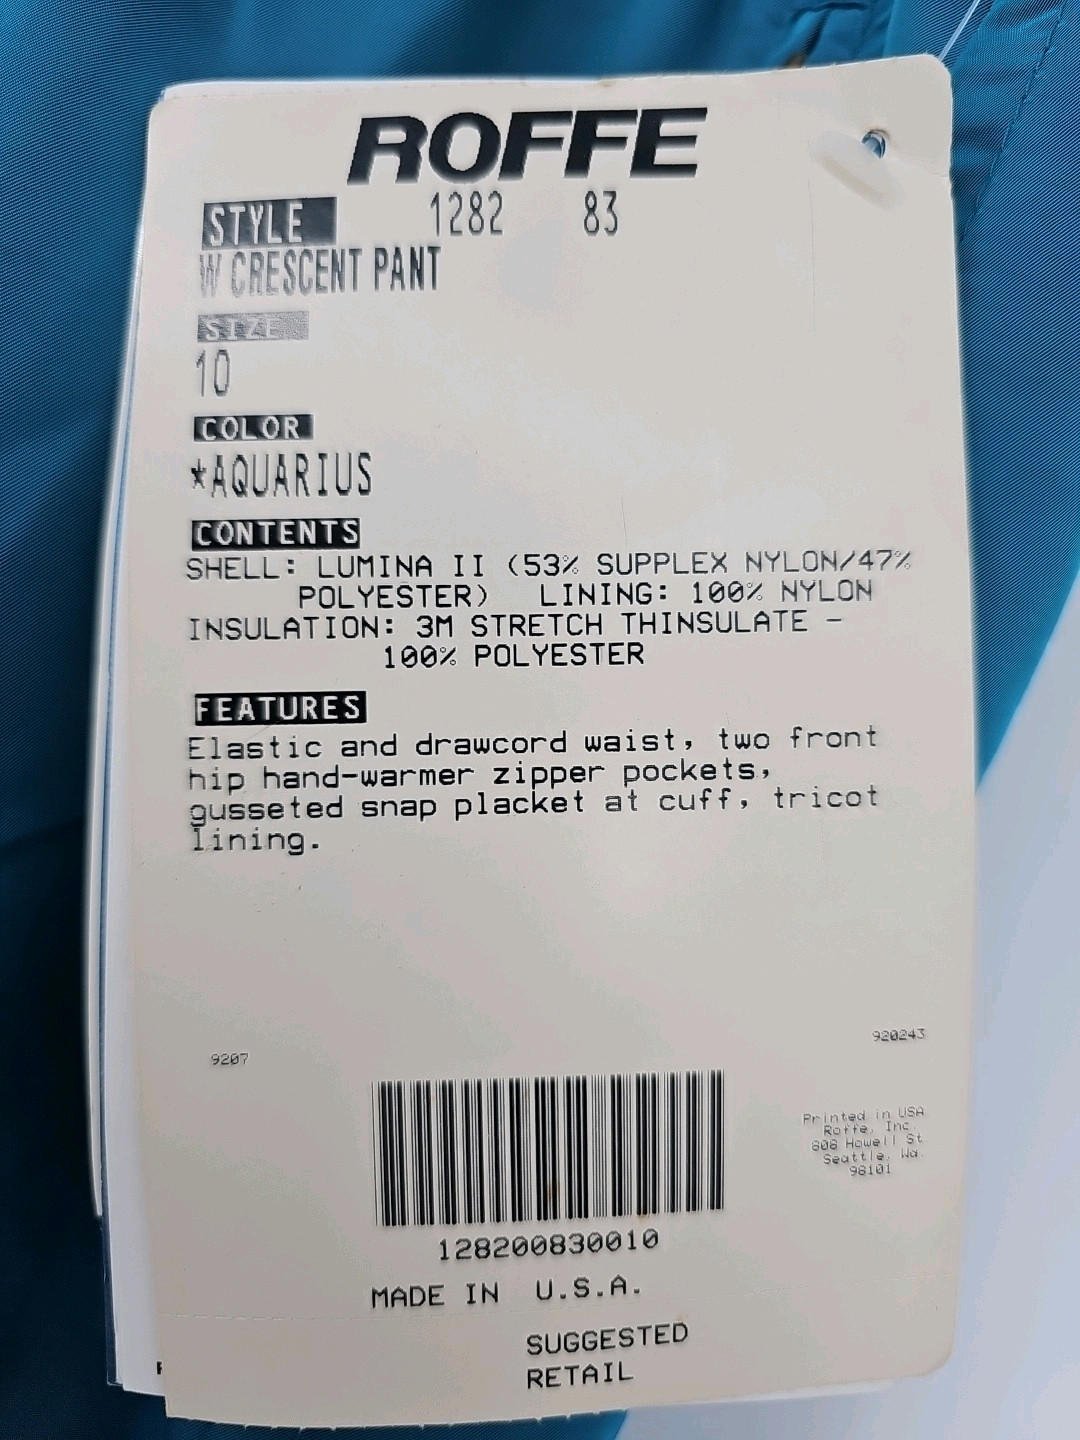 ROFFE
STYLE 1282 83
W CRESCENT PANT
SIZE
10
COLOR
*AQUARIUS
CONTENTS
SHELL: LUMINA II (53% SUPPLEX NYLON/47%
POLYESTER) LINING: 100% NYLON
INSULATION: 3M STRETCH THINSULATE -
100% POLYESTER
FEATURES
Elastic and drawcord waist, two front
hip hand-warmer zipper pockets,
gusseted snap placket at cuff, tricot
lining.
920243
9207
Printed in USA
Roffe, Inc.
808 Howell St
Seattle, Wa.
98101
128200830010
MADE IN U.S.A.
SUGGESTED
RETAIL